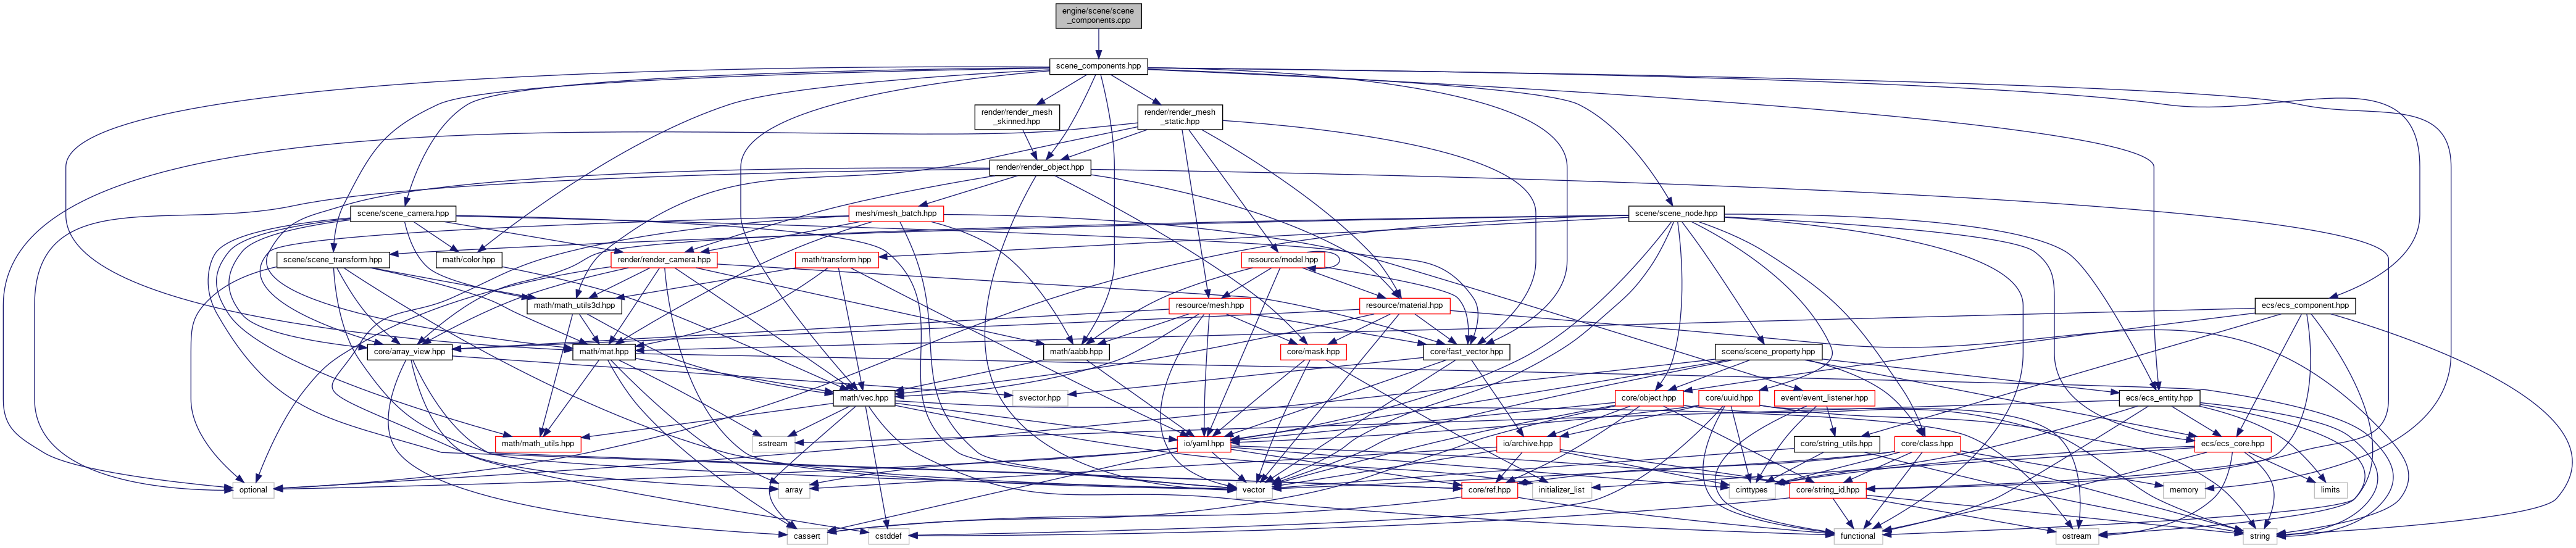 engine/scene/scene
_components.cpp
scene_components.hpp
render/render_mesh
_skinned.hpp
render/render_mesh
_static.hpp
render/render_object.hpp
scene/scene_camera.hpp
mesh/mesh_batch.hpp
scene/scene_node.hpp
scene/scene_transform.hpp
math/color.hpp
render/render_camera.hpp
math/transform.hpp
resource/model.hpp
math/math_utils3d.hpp
resource/mesh.hpp
resource/material.hpp
ecs/ecs_component.hpp
core/array_view.hpp
math/mat.hpp
math/aabb.hpp
core/mask.hpp
core/fast_vector.hpp
scene/scene_property.hpp
math/vec.hpp
svector.hpp
core/object.hpp
core/uuid.hpp
event/event_listener.hpp
ecs/ecs_entity.hpp
math/math_utils.hpp
sstream
io/yaml.hpp
io/archive.hpp
core/string_utils.hpp
core/class.hpp
ecs/ecs_core.hpp
optional
array
vector
core/ref.hpp
initializer_list
cinttypes
core/string_id.hpp
memory
limits
cassert
cstddef
functional
ostream
string